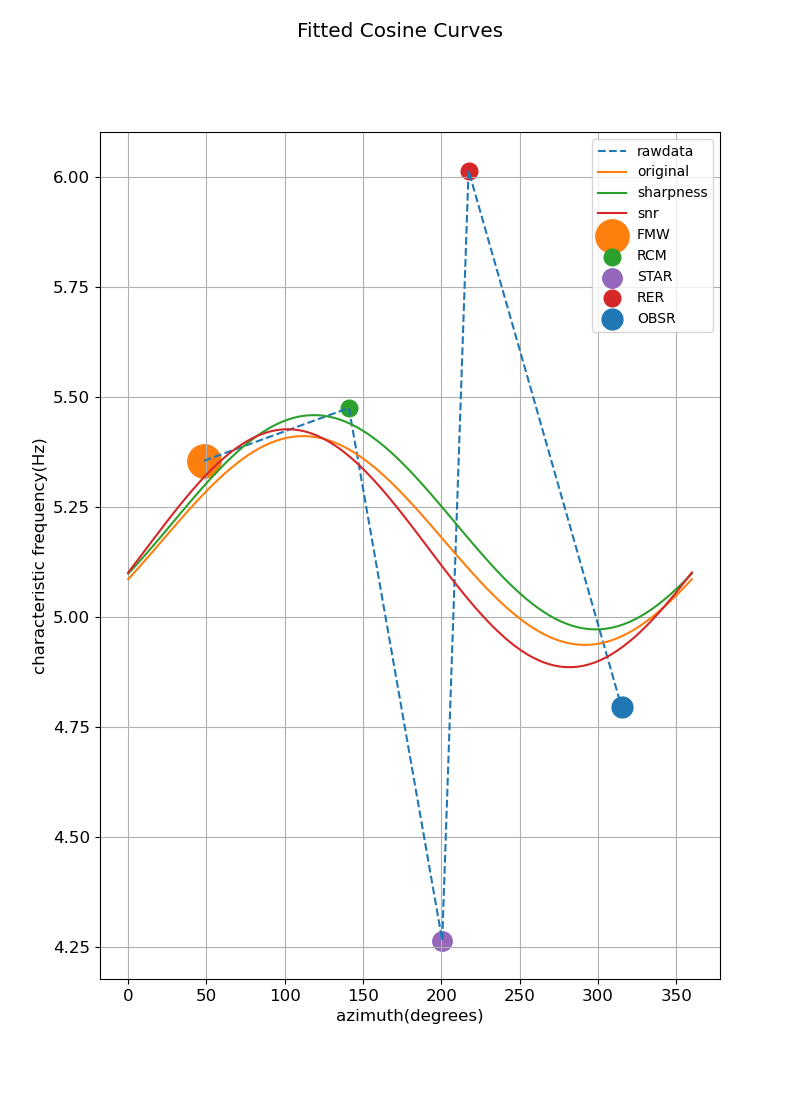 Fitted Cosine Curves
rawdata
original
sharpness
snr
FMW
RCM
STAR
RER
OBSR
6.00
5.75
5.50
5.25
5.00
4.75
4.50
4.25
characteristic frequency(Hz)
0 50 100 150 200 250 300 350
azimuth(degrees)